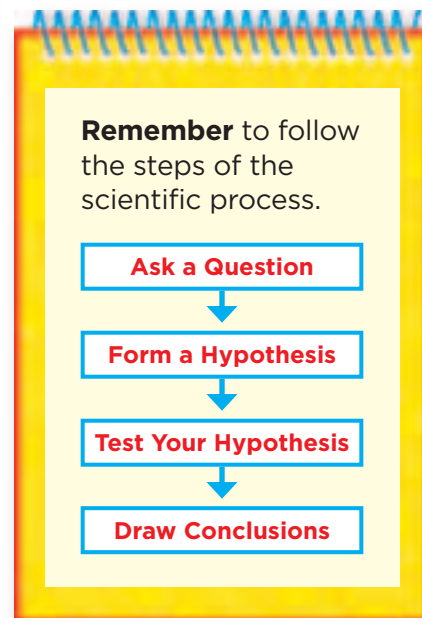 Remember to follow
the steps of the
scientific process.
Ask a Question
Form a Hypothesis
Test Your Hypothesis
Draw Conclusions